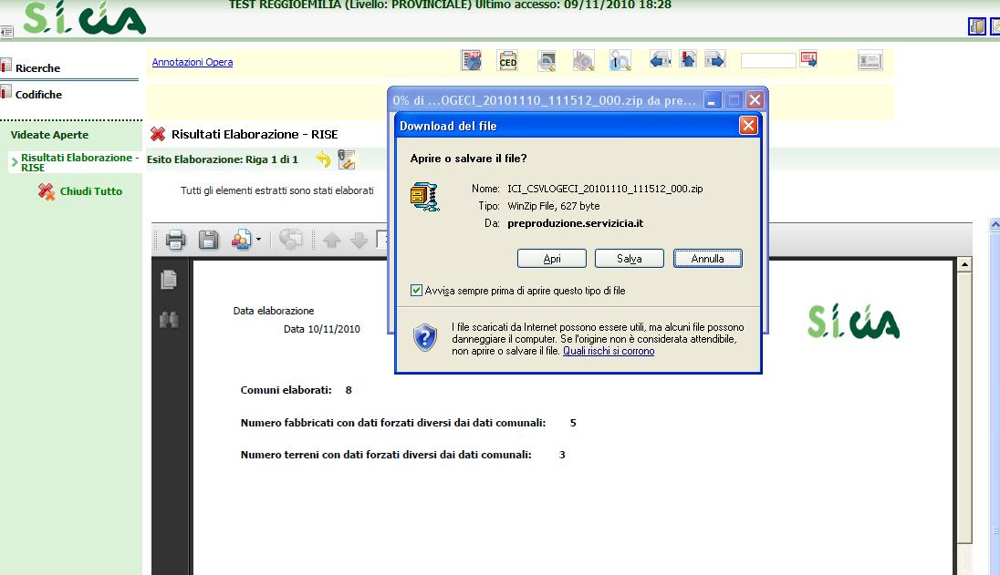 TEST REGGIOEMILIA (Livello: PROVINCIALE) Ultimo accesso: 09/11/2010 18:28
S.i. CIA
Ricerche
Codifiche
Videate Aperte
Risultati Elaborazione -
RISE
Chiudi Tutto
Annotazioni Opera
CED
Risultati Elaborazione - RISE
Esito Elaborazione: Riga 1 di 1
Tutti gli elementi estratti sono stati elaborati
0% di ...OGECI_20101110_111512_000.zip da pre...
Download del file
Aprire o salvare il file?
Nome: ICI_CSVLOGECI_20101110_111512_000.zip
Tipo: WinZip File, 627 byte
Da: preproduzione.servizicia.it
Apri
Salva
Annulla
Avvisa sempre prima di aprire questo tipo di file
I file scaricati da Internet possono essere utili, ma alcuni file possono
danneggiare il computer. Se l'origine non è considerata attendibile,
non aprire o salvare il file. Quali rischi si corrono
Data elaborazione
Data 10/11/2010
S.i. CIA
Comuni elaborati: 8
Numero fabbricati con dati forzati diversi dai dati comunali: 5
Numero terreni con dati forzati diversi dai dati comunali: 3